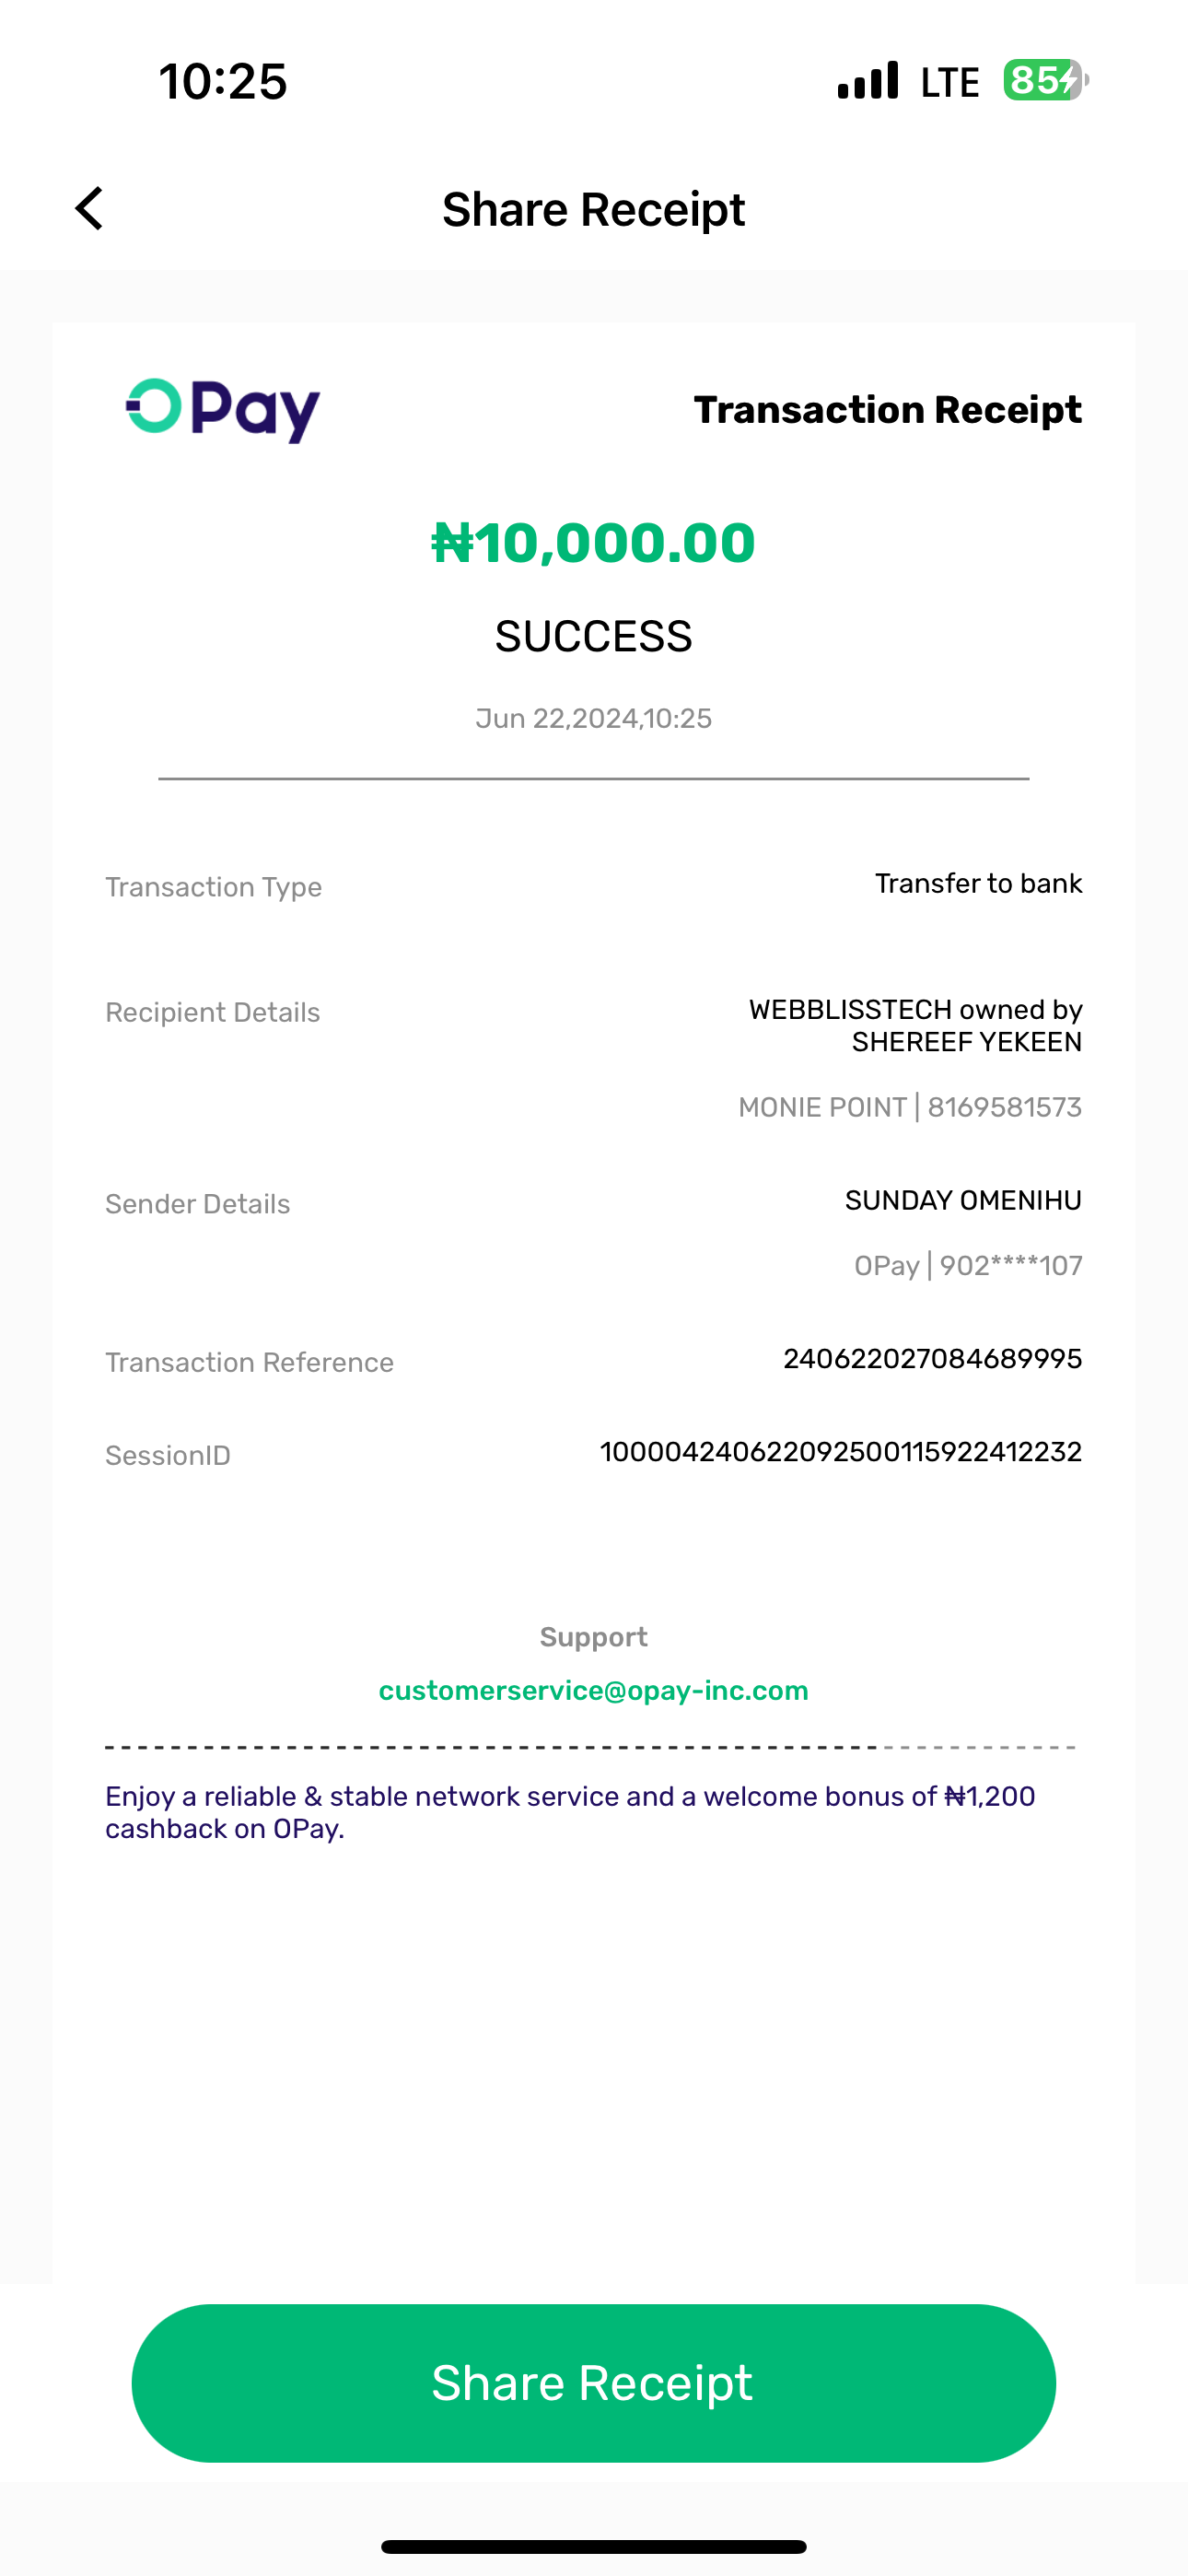 10:25 LTE 85
Share Receipt
OPay Transaction Receipt
₦10,000.00
SUCCESS
Jun 22,2024,10:25
Transaction Type Transfer to bank
Recipient Details WEBBLISSTECH owned by
SHEREEF YEKEEN
MONIE POINT | 8169581573
Sender Details SUNDAY OMENIHU
OPay | 902****107
Transaction Reference 240622027084689995
SessionID 100004240622092500115922412232
Support
customerservice@opay-inc.com
Enjoy a reliable & stable network service and a welcome bonus of ₦1,200
cashback on OPay.
Share Receipt